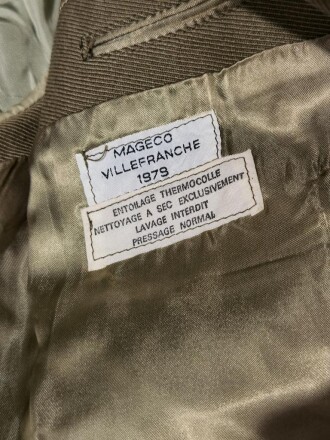 MAGECO
VILLEFRANCHE
1979
ENTOILAGE THERMOCOLLE
NETTOYAGE A SEC EXCLUSIVEMENT
LAVAGE INTERDIT
PRESSAGE NORMAL